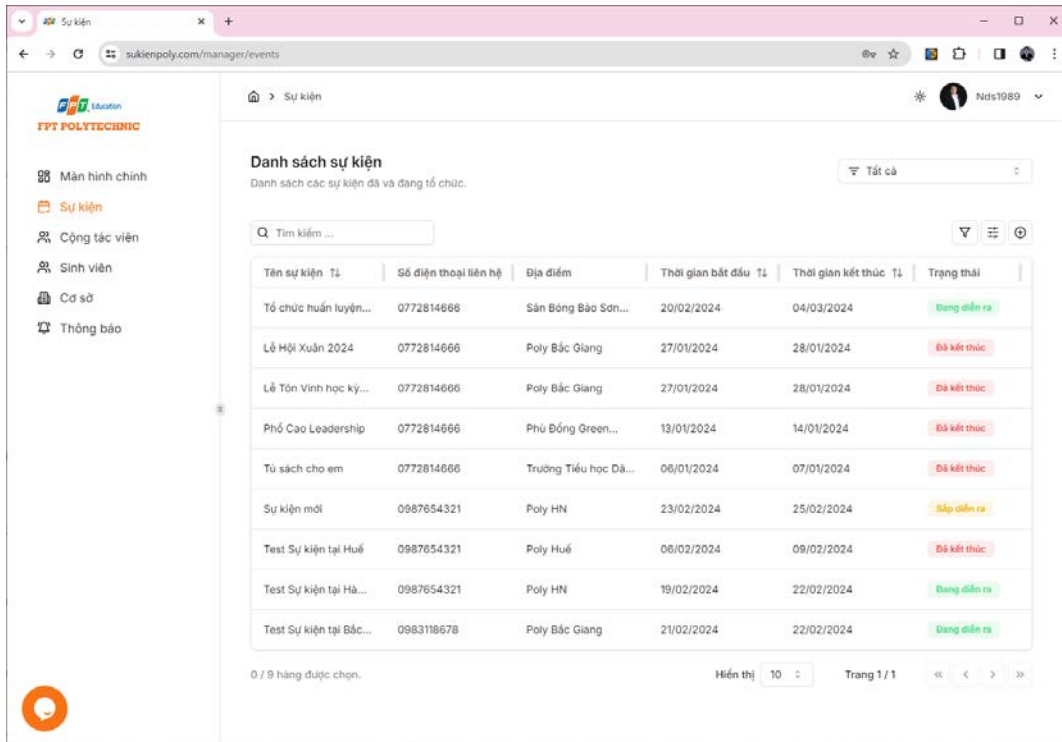 Sự kiện
sukienpoly.com/manager/events
FPT Education
FPT POLYTECHNIC
Sự kiện
Nds1989
Màn hình chính
Sự kiện
Cộng tác viên
Sinh viên
Cơ sở
Thông báo
Danh sách sự kiện
Danh sách các sự kiện đã và đang tổ chức.
Tất cả
Tìm kiếm ...
Tên sự kiện Số điện thoại liên hệ Địa điểm Thời gian bắt đầu Thời gian kết thúc Trạng thái
Tổ chức huấn luyện... 0772814666 Sân Bóng Bảo Sơn... 20/02/2024 04/03/2024 Đang diễn ra
Lễ Hội Xuân 2024 0772814666 Poly Bắc Giang 27/01/2024 28/01/2024 Đã kết thúc
Lễ Tôn Vinh học kỳ... 0772814666 Poly Bắc Giang 27/01/2024 28/01/2024 Đã kết thúc
Phố Cao Leadership 0772814666 Phù Đổng Green... 13/01/2024 14/01/2024 Đã kết thúc
Tủ sách cho em 0772814666 Trường Tiểu học Dã... 06/01/2024 07/01/2024 Đã kết thúc
Sự kiện mới 0987654321 Poly HN 23/02/2024 25/02/2024 Sắp diễn ra
Test Sự kiện tại Huế 0987654321 Poly Huế 06/02/2024 09/02/2024 Đã kết thúc
Test Sự kiện tại Hà... 0987654321 Poly HN 19/02/2024 22/02/2024 Đang diễn ra
Test Sự kiện tại Bắc... 0983118678 Poly Bắc Giang 21/02/2024 22/02/2024 Đang diễn ra
0 / 9 hàng được chọn.
Hiển thị 10 Trang 1 / 1